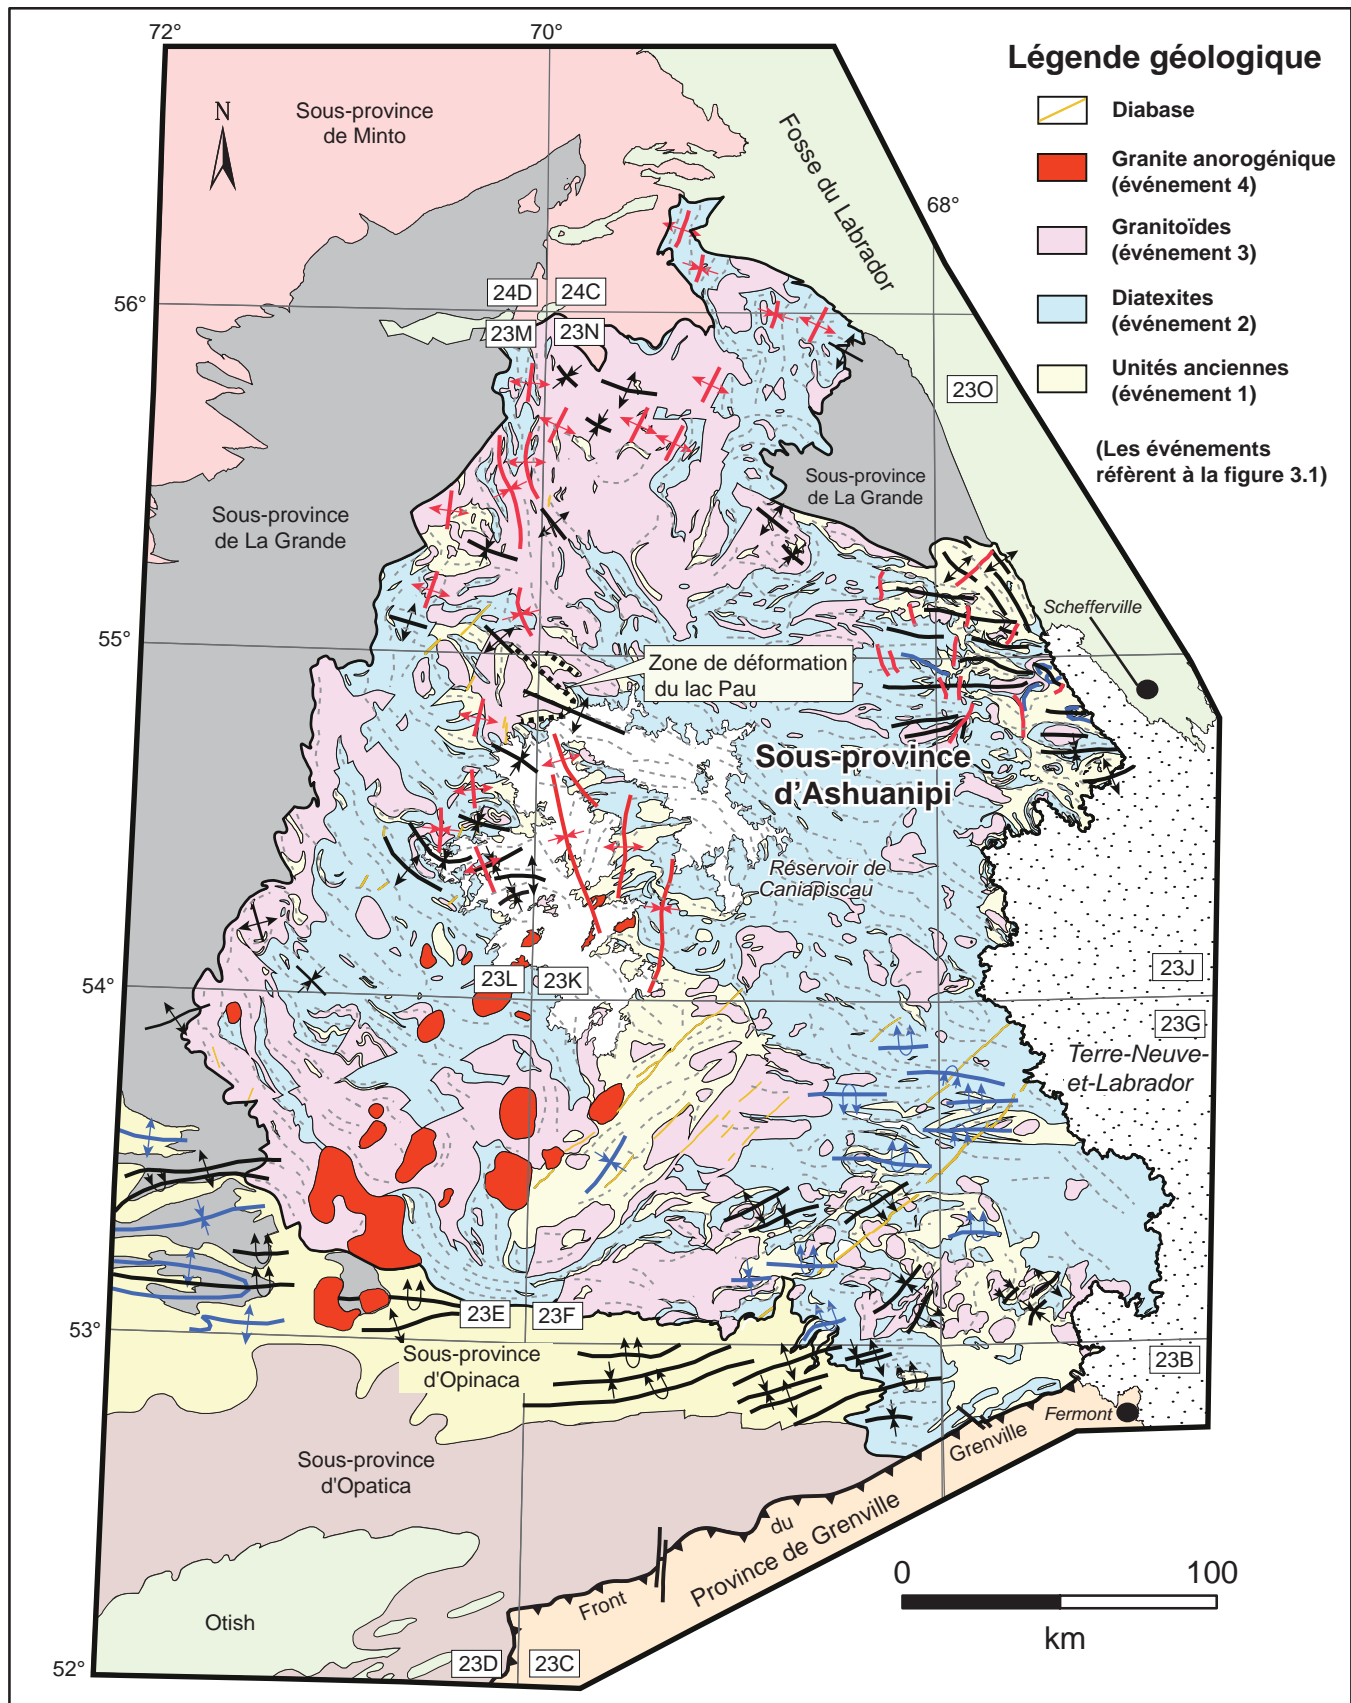 72°
70°
Légende géologique
Diabase
Granite anorogénique
(événement 4)
Granitoïdes
(événement 3)
Diatexites
(événement 2)
Unités anciennes
(événement 1)
(Les événements
réfèrent à la figure 3.1)
N
Sous-province
de Minto
Fosse du Labrador
68°
56°
24D
24C
23M
23N
23O
Sous-province
de La Grande
Sous-province
de La Grande
Schefferville
55°
Zone de déformation
du lac Pau
Sous-province
d'Ashuanipi
Réservoir de
Caniapiscau
54°
23L
23K
23J
23G
Terre-Neuve-
et-Labrador
53°
23E
23F
23B
Sous-province
d'Opinaca
Fermont
Sous-province
d'Opatica
Front
du
Grenville
Province de Grenville
Otish
52°
23D
23C
0
100
km